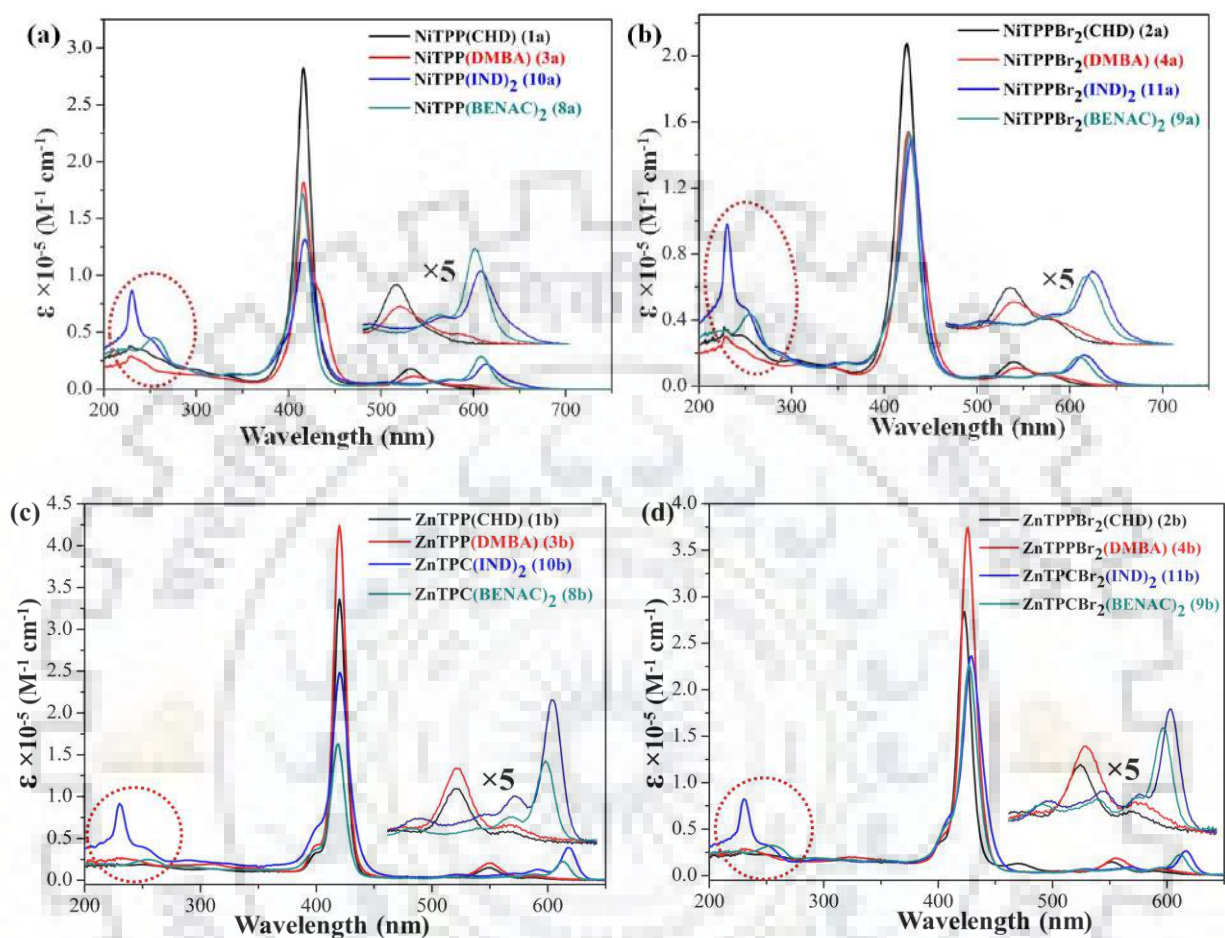 (a)
NiTPP(CHD) (1a)
NiTPP(DMBA) (3a)
NiTPP(IND)2 (10a)
NiTPP(BENAC)2 (8a)
×5
3.0
2.5
2.0
1.5
1.0
0.5
0.0
200 300 400 500 600 700
ε ×10-5 (M-1 cm-1)
Wavelength (nm)
(b)
NiTPPBr2(CHD) (2a)
NiTPPBr2(DMBA) (4a)
NiTPPBr2(IND)2 (11a)
NiTPPBr2(BENAC)2 (9a)
×5
2.0
1.6
1.2
0.8
0.4
0.0
200 300 400 500 600 700
ε ×10-5 (M-1 cm-1)
Wavelength (nm)
(c)
ZnTPP(CHD) (1b)
ZnTPP(DMBA) (3b)
ZnTPC(IND)2 (10b)
ZnTPC(BENAC)2 (8b)
×5
4.5
4.0
3.5
3.0
2.5
2.0
1.5
1.0
0.5
0.0
200 300 400 500 600
ε ×10-5 (M-1 cm-1)
Wavelength (nm)
(d)
ZnTPPBr2(CHD) (2b)
ZnTPPBr2(DMBA) (4b)
ZnTPCBr2(IND)2 (11b)
ZnTPCBr2(BENAC)2 (9b)
×5
4.0
3.5
3.0
2.5
2.0
1.5
1.0
0.5
0.0
200 300 400 500 600
ε ×10-5 (M-1 cm-1)
Wavelength (nm)